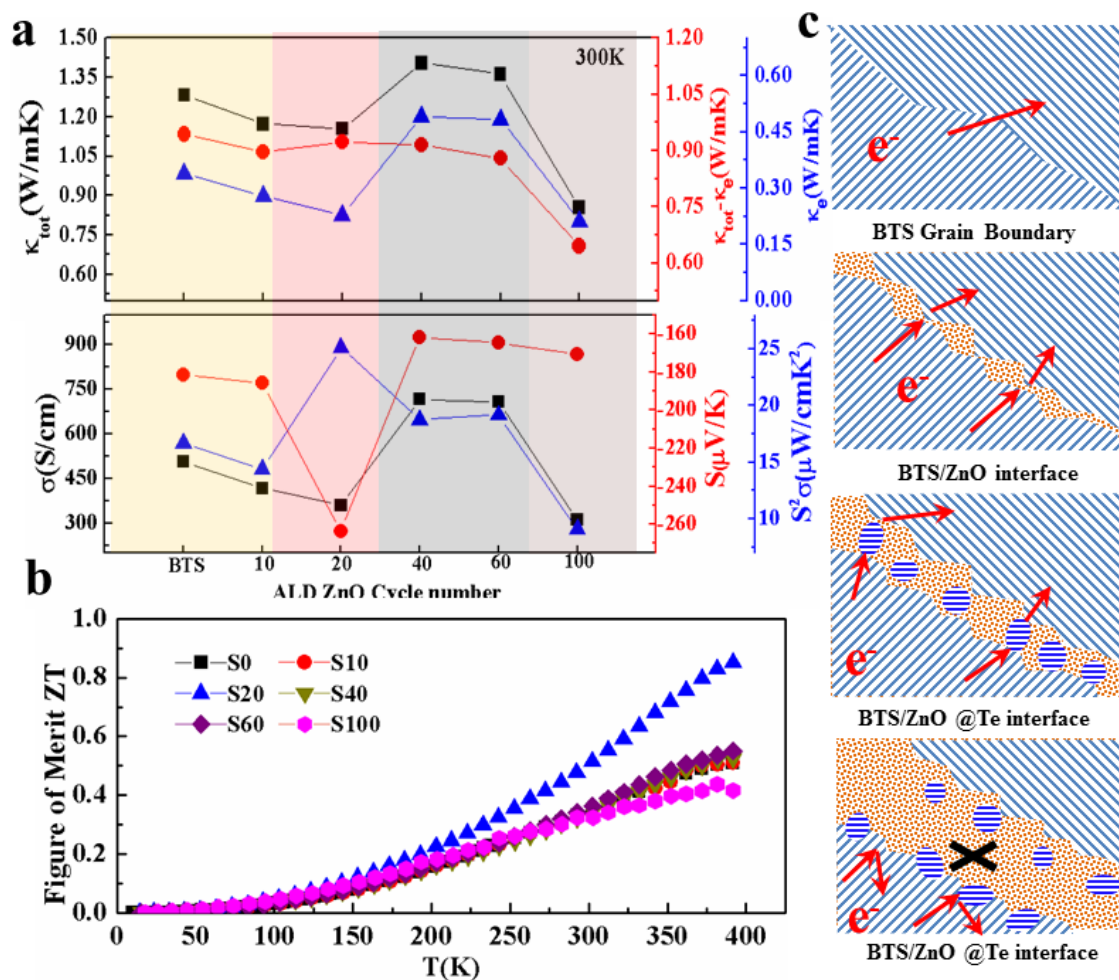 a
1.50
1.35
1.20
1.05
0.90
0.75
0.60
κtot(W/mK)
300K
1.20
1.05
0.90
0.75
0.60
κtot-κe(W/mK)
0.60
0.45
0.30
0.15
0.00
κe(W/mK)
900
750
600
450
300
σ(S/cm)
-160
-180
-200
-220
-240
-260
S(μV/K)
25
20
15
10
S²σ(μW/cmK²)
BTS 10 20 40 60 100
ALD ZnO Cycle number
b
1.0
0.8
0.6
0.4
0.2
0.0
Figure of Merit ZT
S0 S10
S20 S40
S60 S100
0 50 100 150 200 250 300 350 400
T(K)
c
e-
BTS Grain Boundary
e-
BTS/ZnO interface
e-
BTS/ZnO @Te interface
e-
BTS/ZnO @Te interface